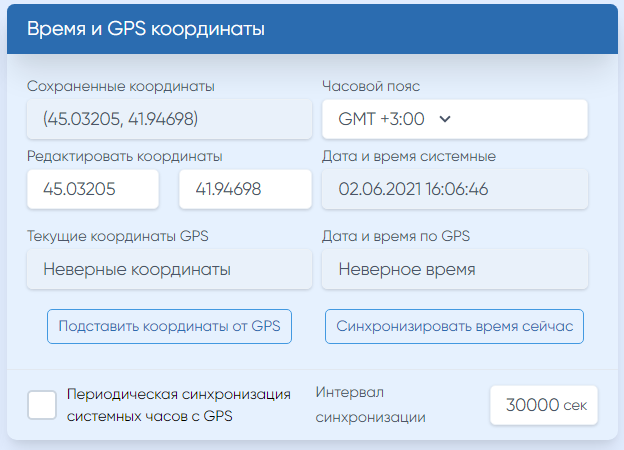 Время и GPS координаты
Сохраненные координаты
Часовой пояс
(45.03205, 41.94698)
GMT +3:00
Редактировать координаты
Дата и время системные
45.03205
41.94698
02.06.2021 16:06:46
Текущие координаты GPS
Дата и время по GPS
Неверные координаты
Неверное время
Подставить координаты от GPS
Синхронизировать время сейчас
Периодическая синхронизация
системных часов с GPS
Интервал
синхронизации
30000 сек